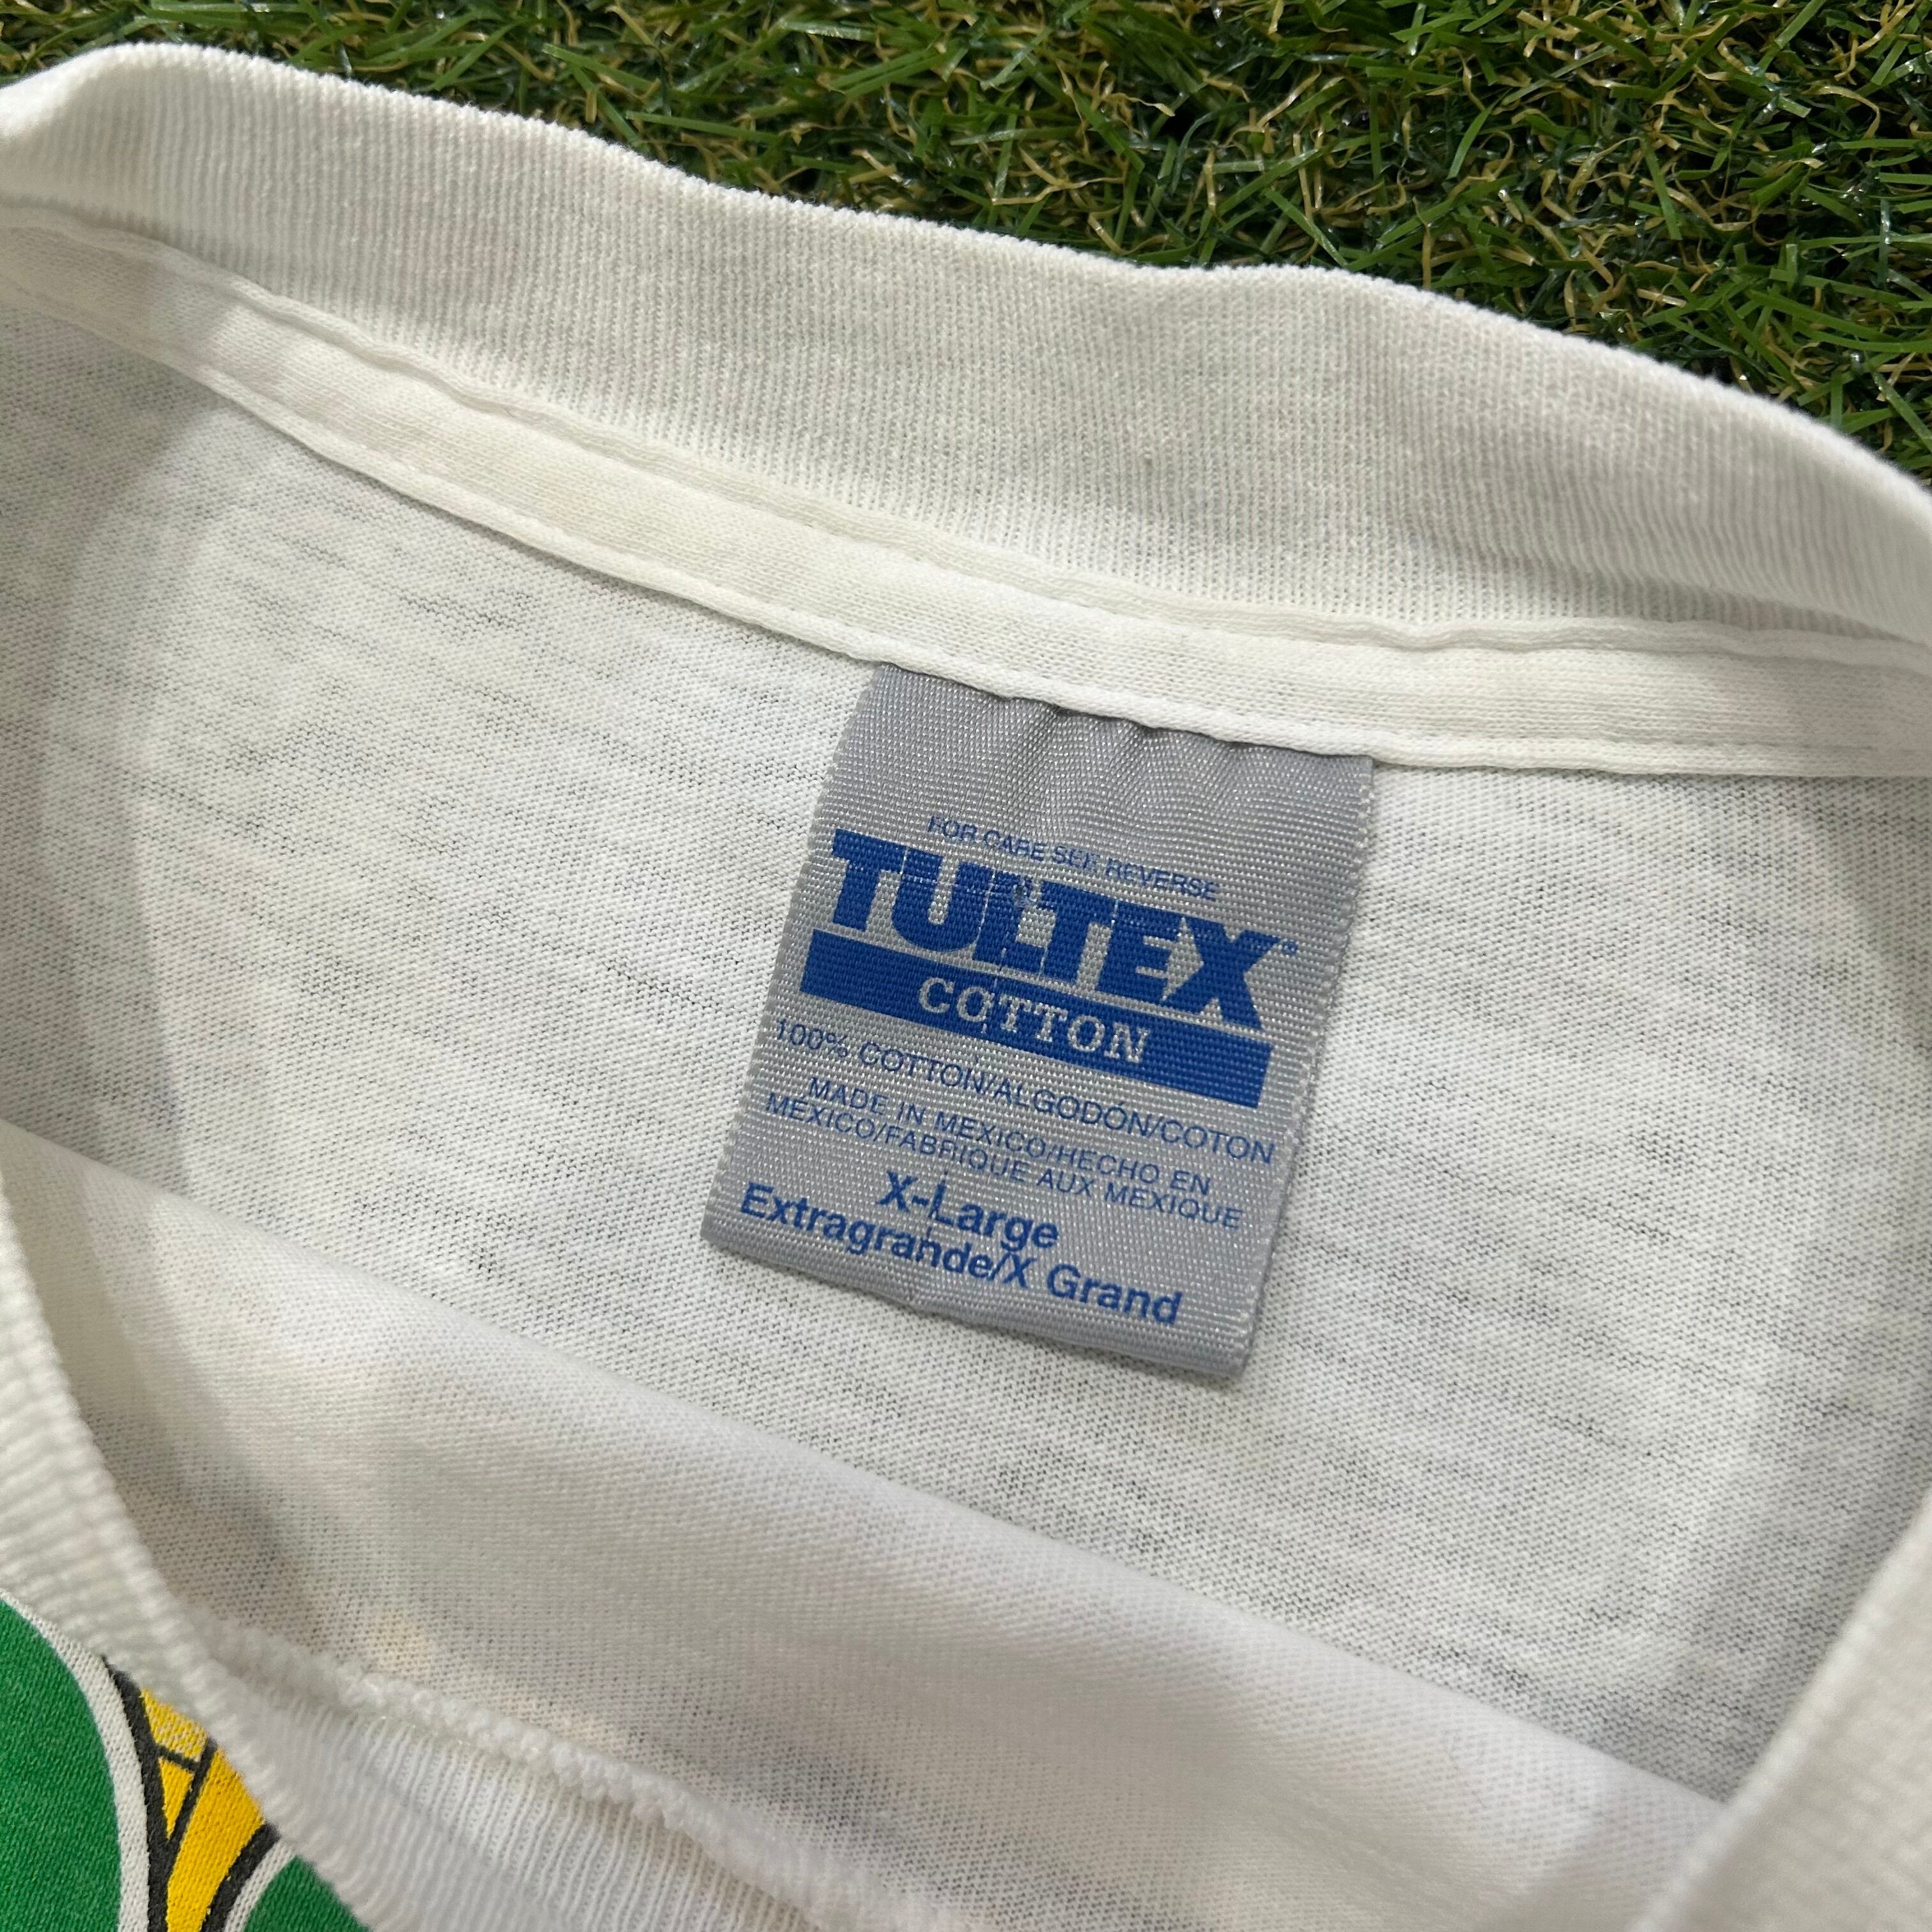 FOR CARE SEE REVERSE
TULTEX®
COTTON
100% COTTON/ALGODÓN/COTON
MADE IN MEXICO/HECHO EN
MEXICO/FABRIQUE AUX MEXIQUE
X-Large
Extragrande/X Grand